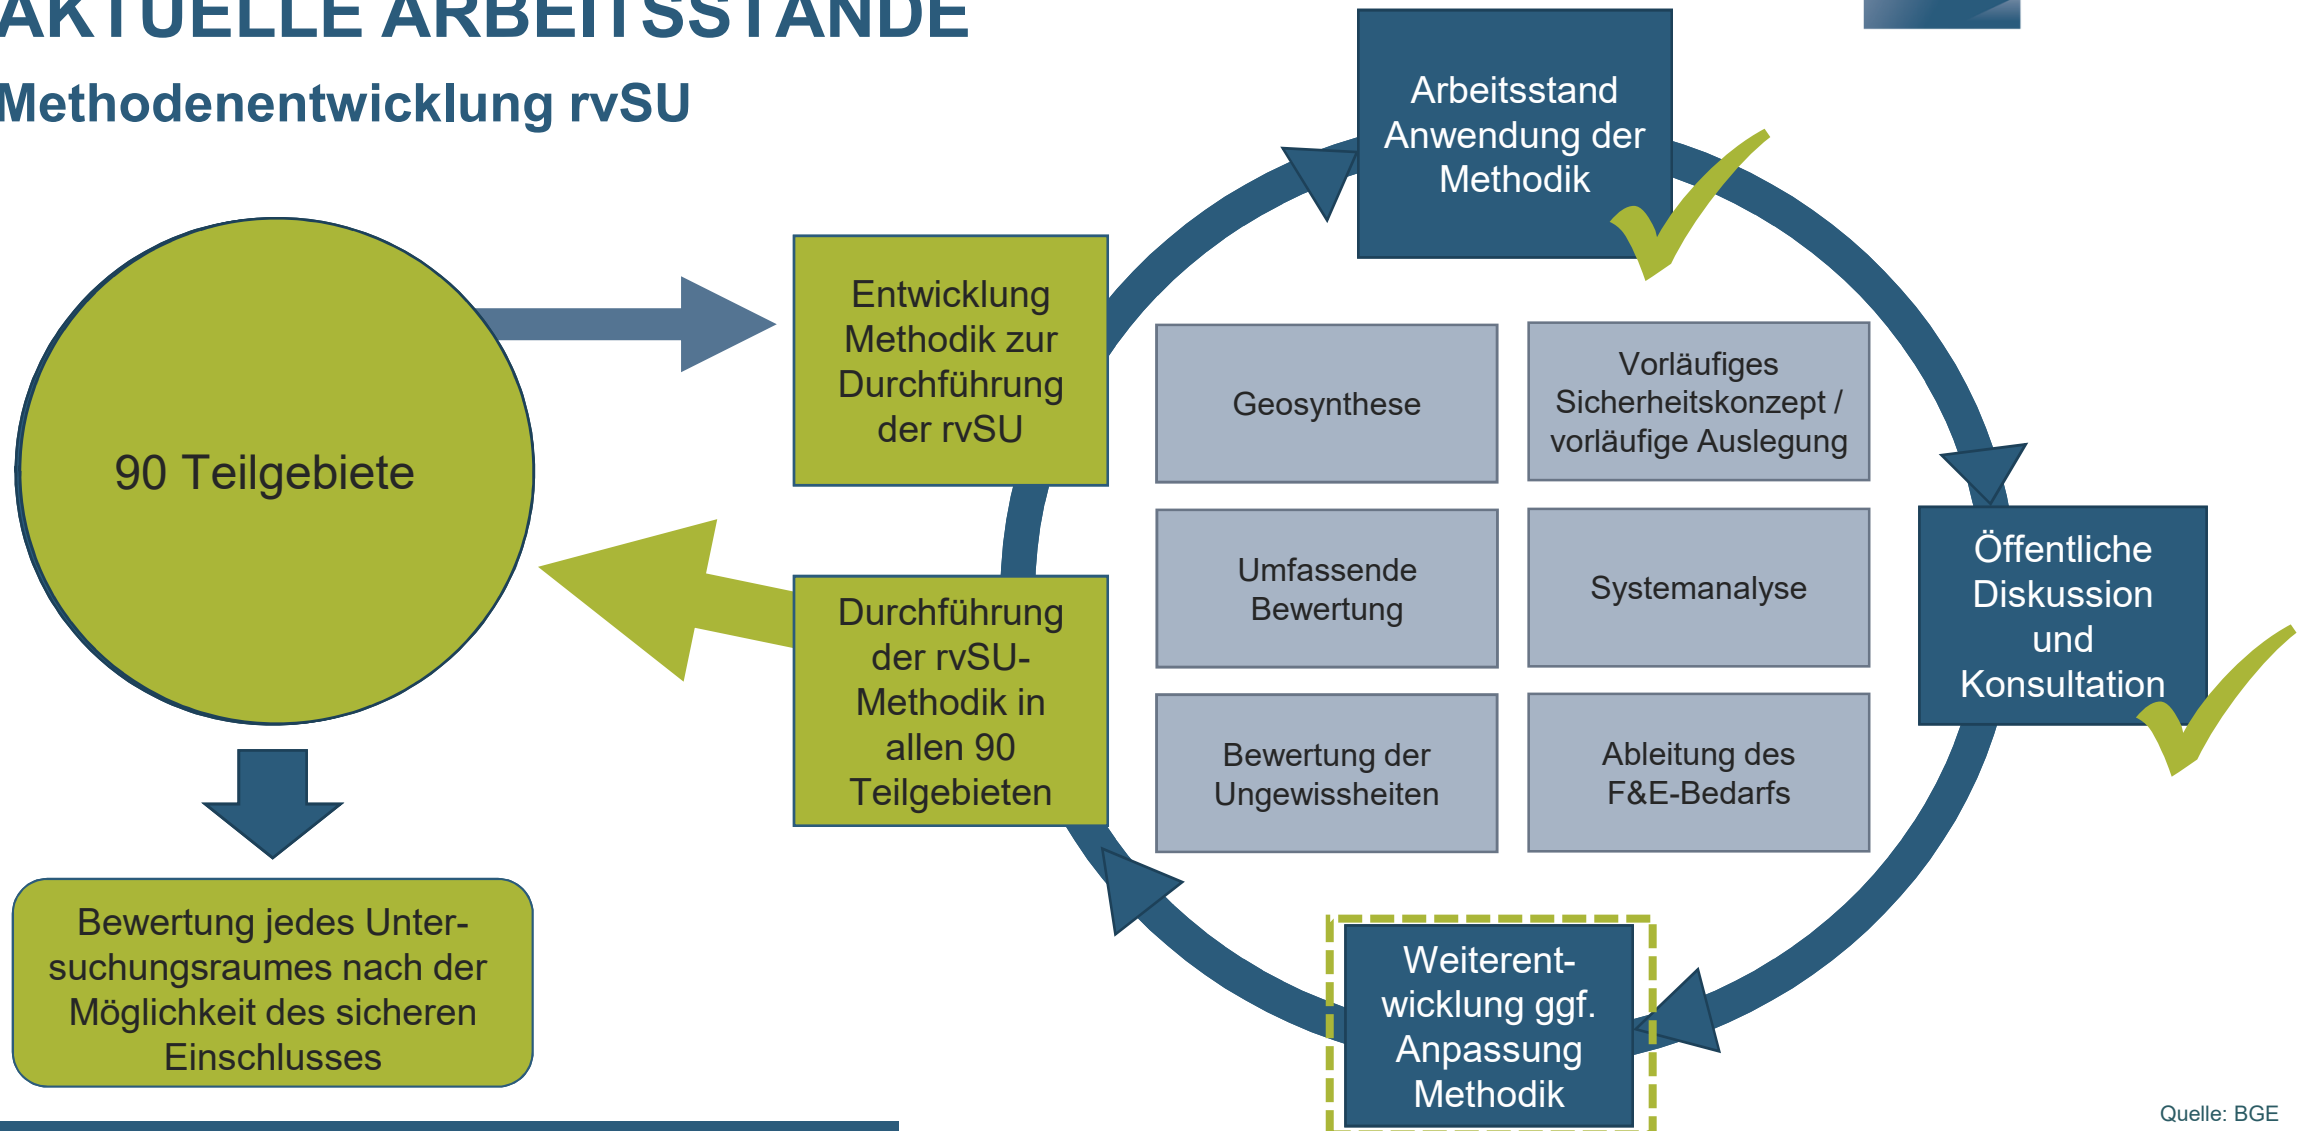 AKTUELLE ARBEITSSTÄNDE
Methodenentwicklung rvSU
90 Teilgebiete
Bewertung jedes Unter-
suchungsraumes nach der
Möglichkeit des sicheren
Einschlusses
Entwicklung
Methodik zur
Durchführung
der rvSU
Durchführung
der rvSU-
Methodik in
allen 90
Teilgebieten
Arbeitsstand
Anwendung der
Methodik
Geosynthese
Vorläufiges
Sicherheitskonzept /
vorläufige Auslegung
Umfassende
Bewertung
Systemanalyse
Bewertung der
Ungewissheiten
Ableitung des
F&E-Bedarfs
Öffentliche
Diskussion
und
Konsultation
Weiterent-
wicklung ggf.
Anpassung
Methodik
Quelle: BGE